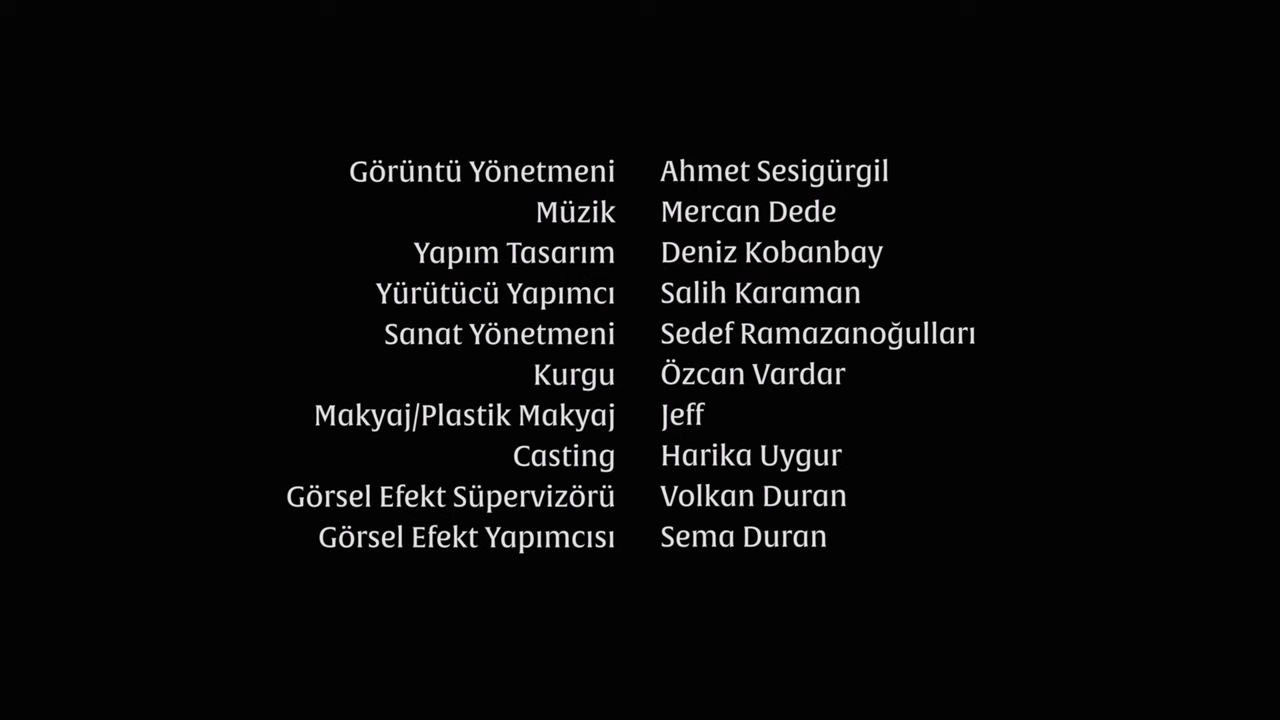 Görüntü Yönetmeni Ahmet Sesigürgil
Müzik Mercan Dede
Yapım Tasarım Deniz Kobanbay
Yürütücü Yapımcı Salih Karaman
Sanat Yönetmeni Sedef Ramazanoğulları
Kurgu Özcan Vardar
Makyaj/Plastik Makyaj Jeff
Casting Harika Uygur
Görsel Efekt Süpervizörü Volkan Duran
Görsel Efekt Yapımcısı Sema Duran